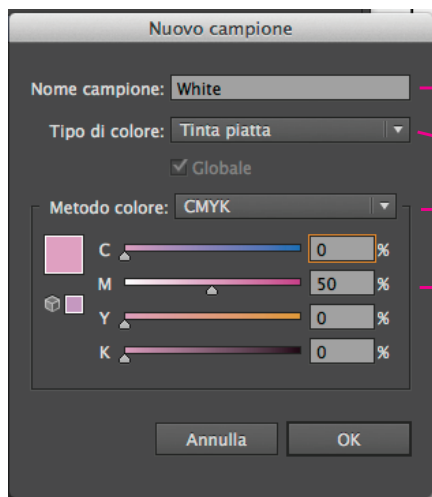 Nuovo campione
Nome campione: White
Tipo di colore: Tinta piatta
Globale
Metodo colore: CMYK
C 0 %
M 50 %
Y 0 %
K 0 %
Annulla OK